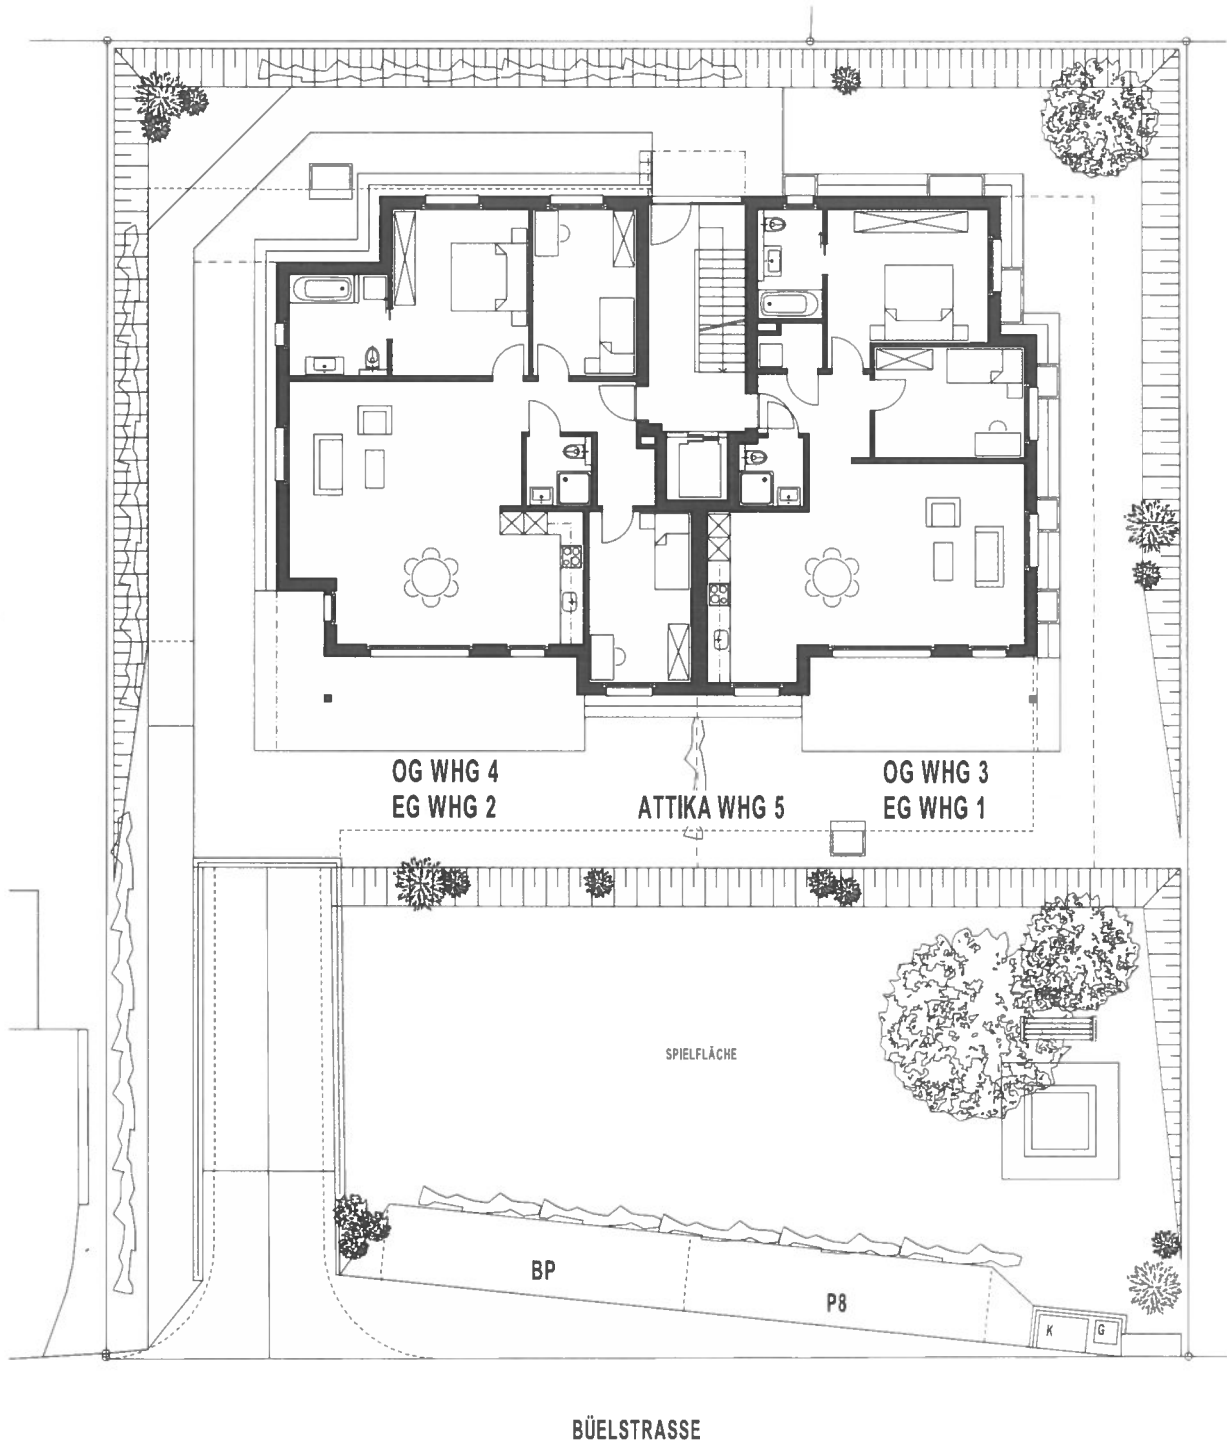 OG WHG 4
EG WHG 2
ATTIKA WHG 5
OG WHG 3
EG WHG 1
SPIELFLÄCHE
BP
P8
K
G
BÜELSTRASSE